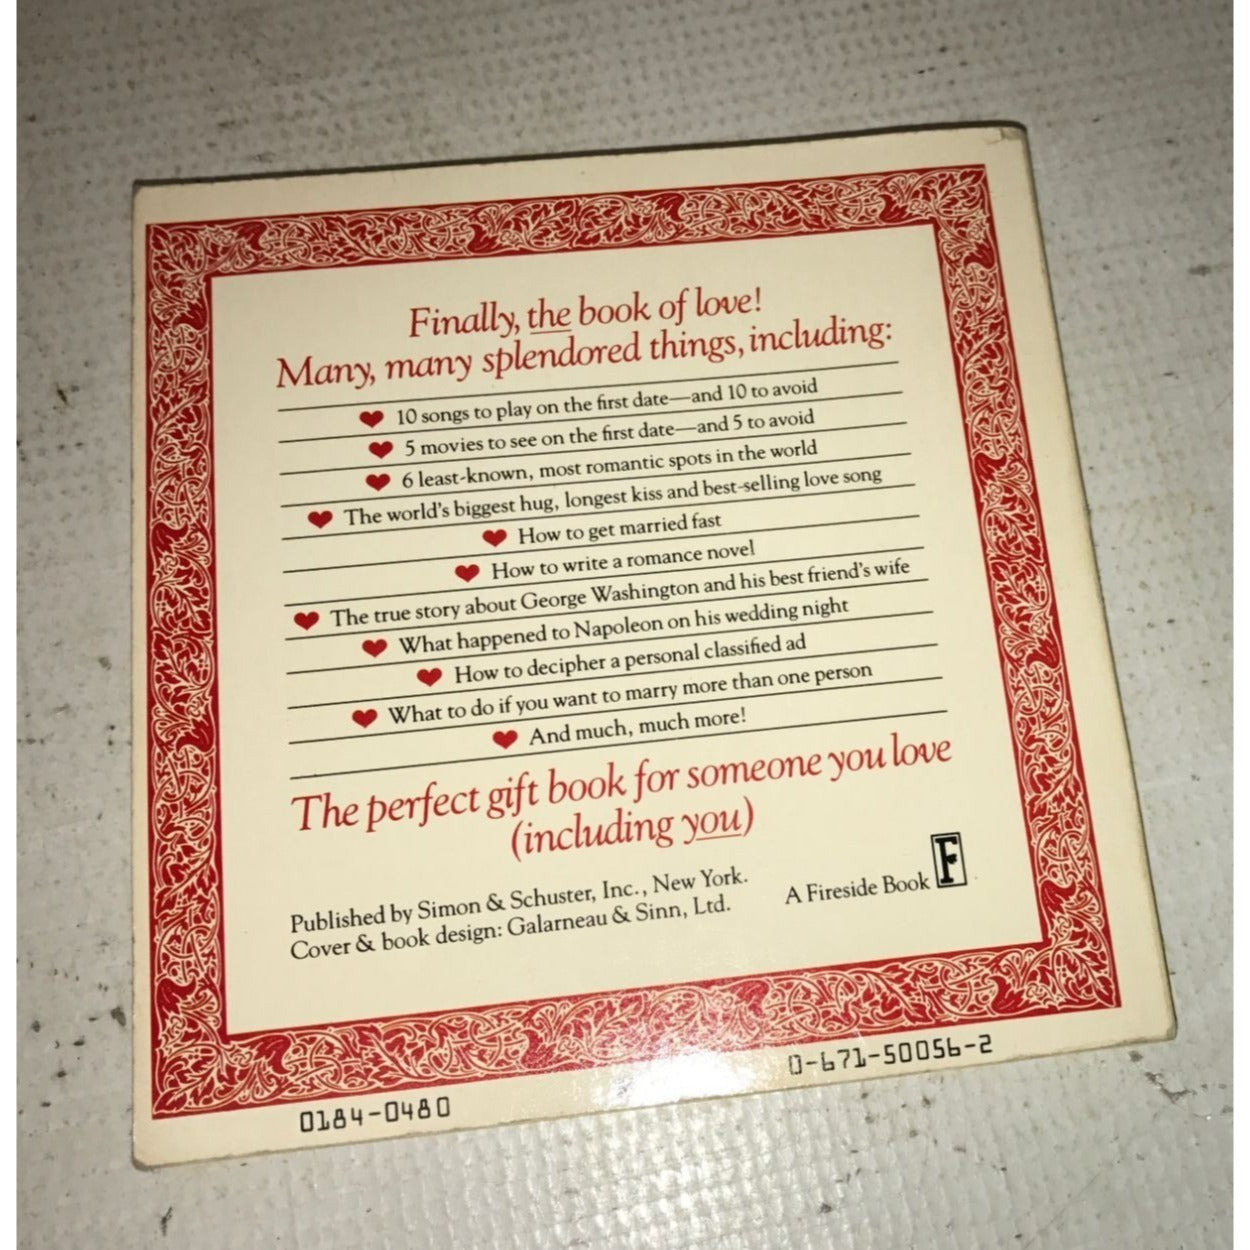 Finally, the book of love!
Many, many splendored things, including:
♥ 10 songs to play on the first date—and 10 to avoid
♥ 5 movies to see on the first date—and 5 to avoid
♥ 6 least-known, most romantic spots in the world
♥ The world's biggest hug, longest kiss and best-selling love song
♥ How to get married fast
♥ How to write a romance novel
♥ The true story about George Washington and his best friend's wife
♥ What happened to Napoleon on his wedding night
♥ How to decipher a personal classified ad
♥ What to do if you want to marry more than one person
♥ And much, much more!
The perfect gift book for someone you love
(including you)
Published by Simon & Schuster, Inc., New York.
Cover & book design: Galarneau & Sinn, Ltd.
A Fireside Book F
0184-0480
0-671-50056-2